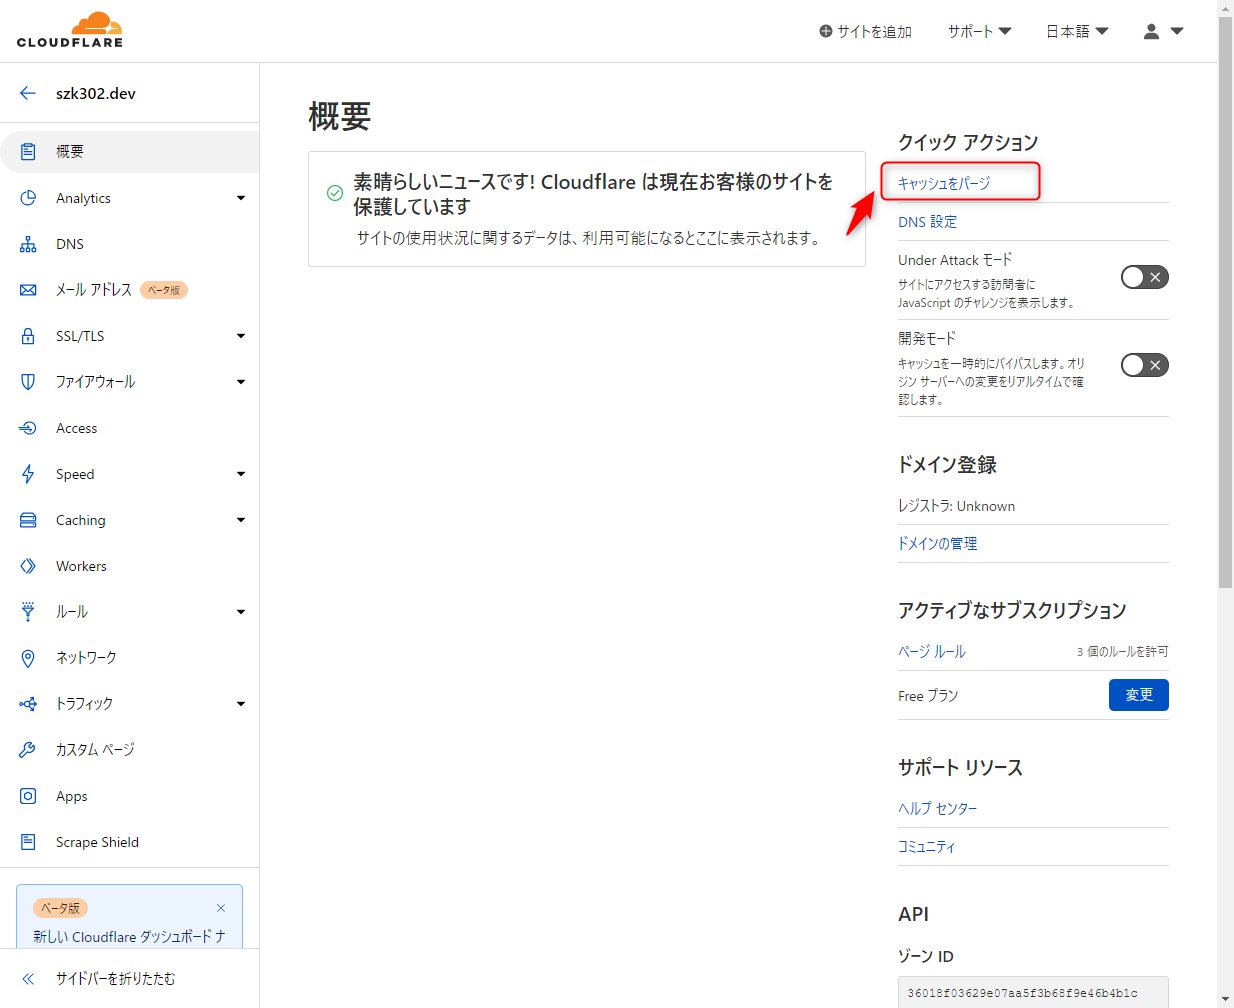 CLOUDFLARE
サイトを追加
サポート
日本語
szk302.dev
概要
Analytics
DNS
メール アドレス ベータ版
SSL/TLS
ファイアウォール
Access
Speed
Caching
Workers
ルール
ネットワーク
トラフィック
カスタム ページ
Apps
Scrape Shield
ベータ版
新しい Cloudflare ダッシュボード ナ
サイドバーを折りたたむ
概要
素晴らしいニュースです! Cloudflare は現在お客様のサイトを
保護しています
サイトの使用状況に関するデータは、利用可能になるとここに表示されます。
クイック アクション
キャッシュをパージ
DNS 設定
Under Attack モード
サイトにアクセスする訪問者に
JavaScript のチャレンジを表示します。
開発モード
キャッシュを一時的にバイパスします。オリ
ジン サーバーへの変更をリアルタイムで確
認します。
ドメイン登録
レジストラ: Unknown
ドメインの管理
アクティブなサブスクリプション
ページ ルール 3 個のルールを許可
Free プラン 変更
サポート リソース
ヘルプ センター
コミュニティ
API
ゾーン ID
36018f03629e07aa5f3b68f9e46b4b1c